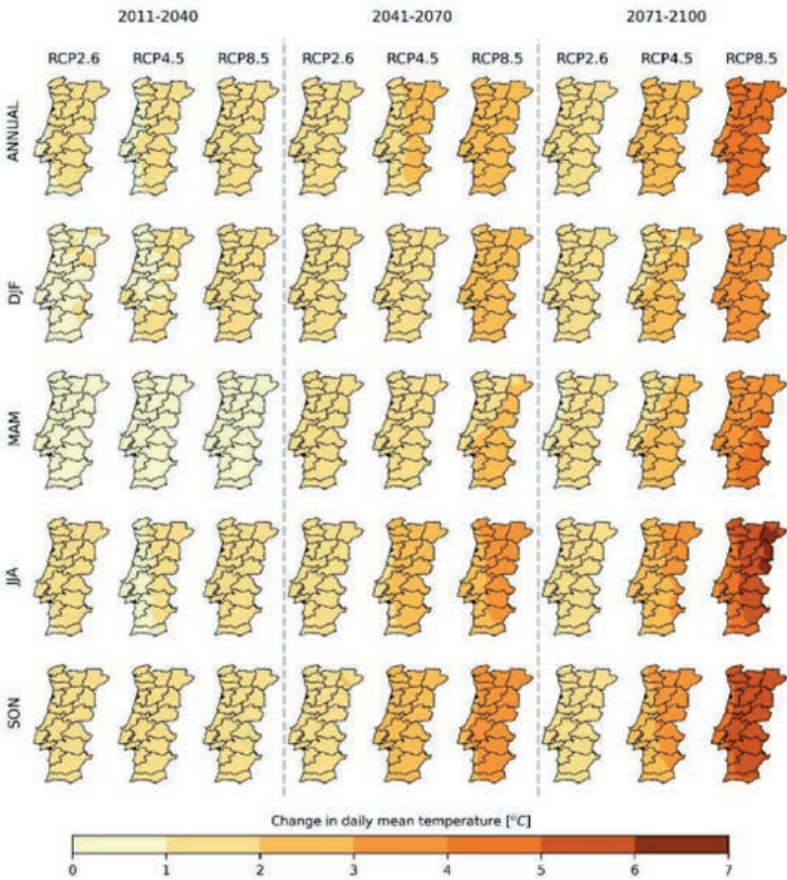 2011-2040 2041-2070 2071-2100
RCP2.6 RCP4.5 RCP8.5 RCP2.6 RCP4.5 RCP8.5 RCP2.6 RCP4.5 RCP8.5
ANNUAL
DJF
MAM
JJA
SON
Change in daily mean temperature [°C]
0 1 2 3 4 5 6 7